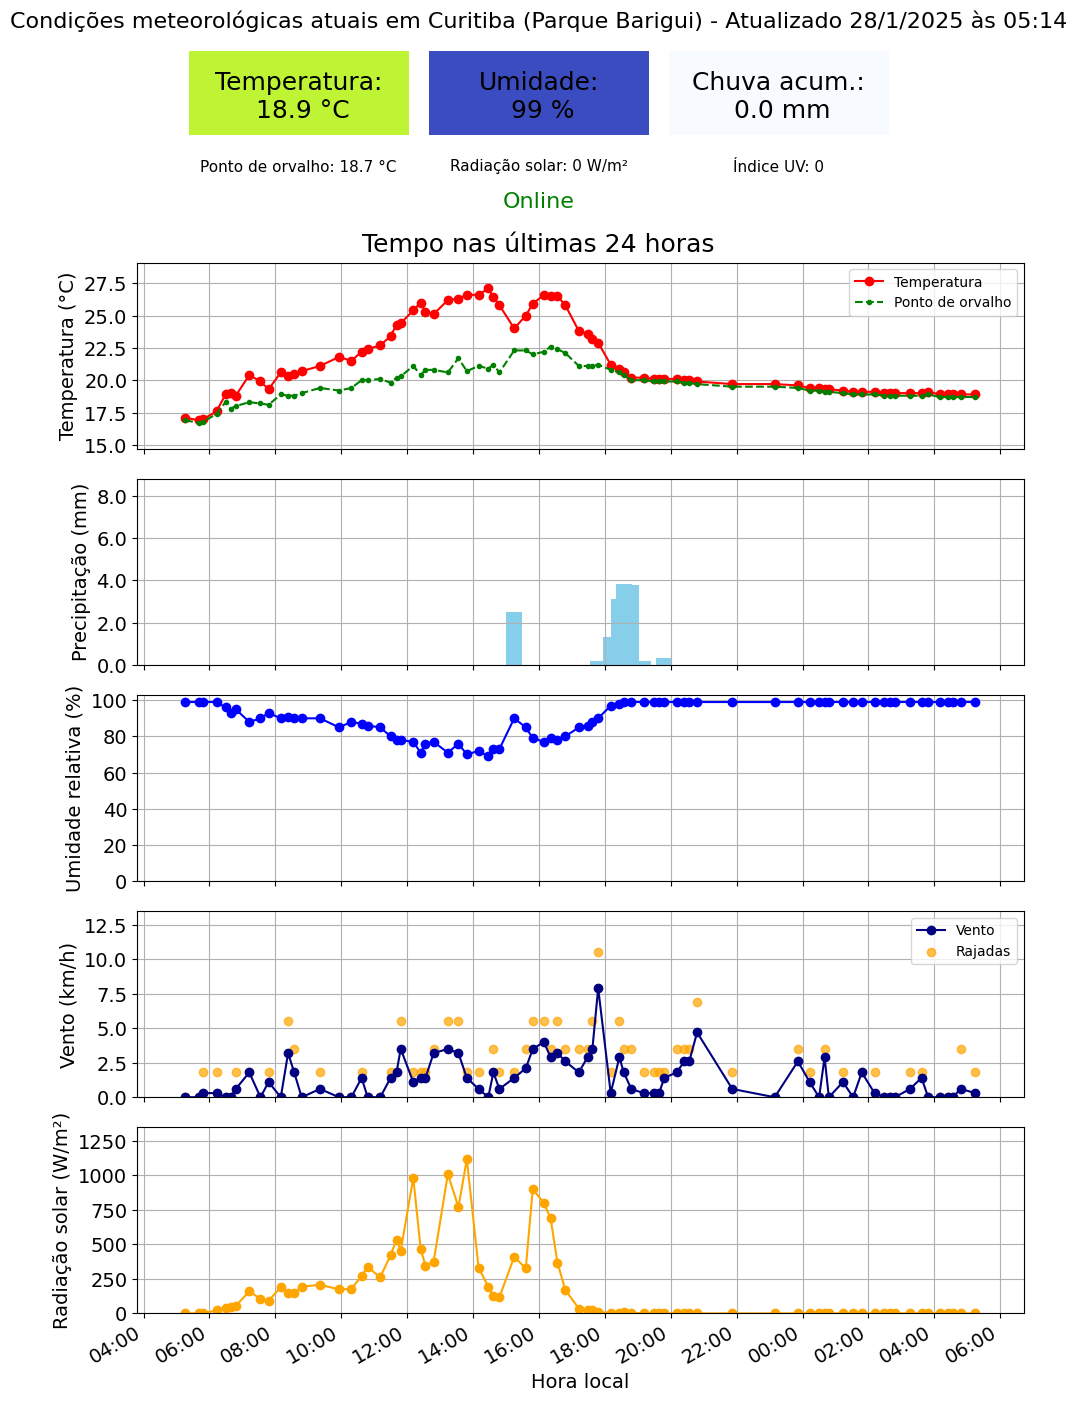 Condições meteorológicas atuais em Curitiba (Parque Barigui) - Atualizado 28/1/2025 às 05:14
Temperatura:
18.9 °C
Umidade:
99 %
Chuva acum.:
0.0 mm
Ponto de orvalho: 18.7 °C
Radiação solar: 0 W/m²
Índice UV: 0
Online
Tempo nas últimas 24 horas
Temperatura (°C)
27.5
25.0
22.5
20.0
17.5
15.0
Temperatura
Ponto de orvalho
Precipitação (mm)
8.0
6.0
4.0
2.0
0.0
Umidade relativa (%)
100
80
60
40
20
0
Vento (km/h)
12.5
10.0
7.5
5.0
2.5
0.0
Vento
Rajadas
Radiação solar (W/m²)
1250
1000
750
500
250
0
04:00
06:00
08:00
10:00
12:00
14:00
16:00
18:00
20:00
22:00
00:00
02:00
04:00
06:00
Hora local